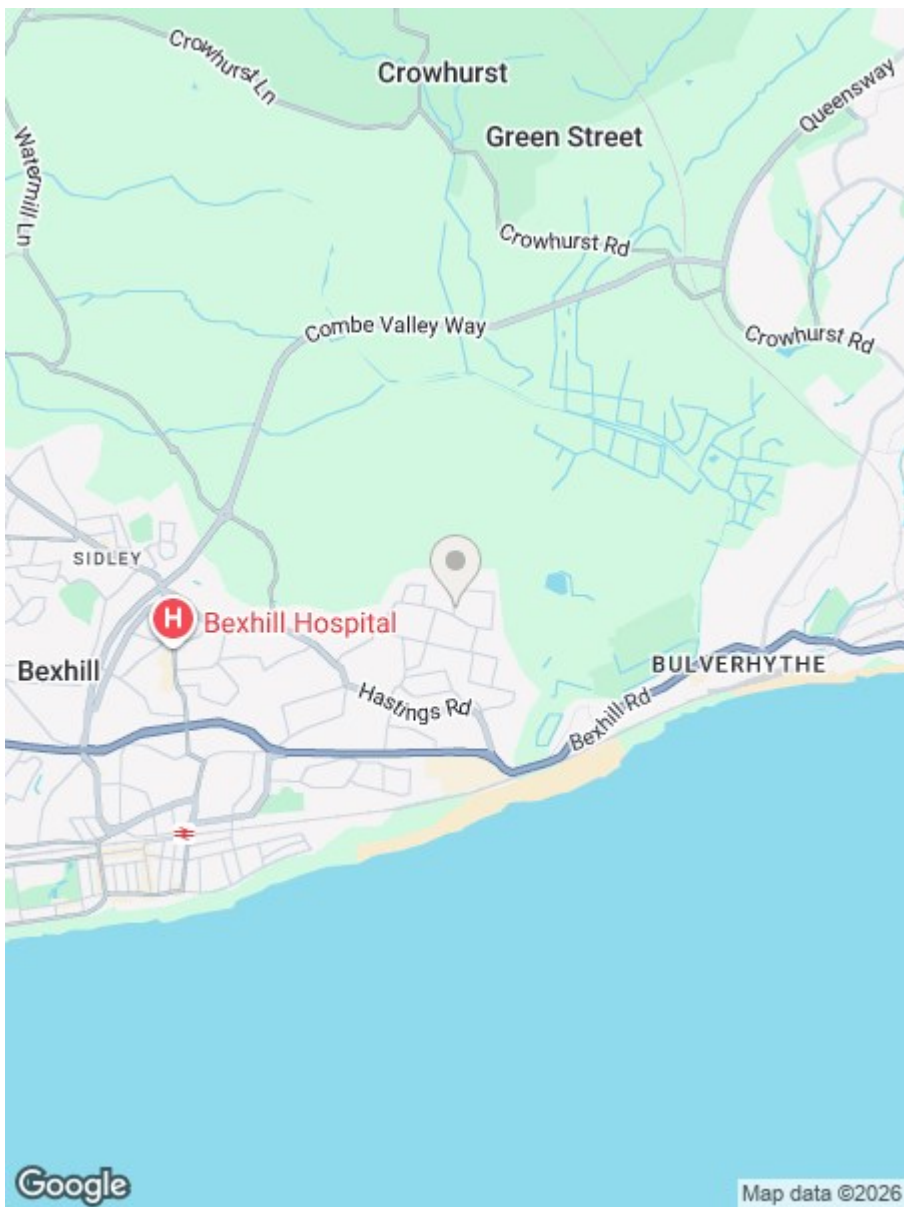 Crowhurst Ln
Crowhurst
Green Street
Queensway
Watermill Ln
Crowhurst Rd
Combe Valley Way
Crowhurst Rd
SIDLEY
H
Bexhill Hospital
Bexhill
BULVERHYTHE
Hastings Rd
Bexhill Rd
Google
Map data ©2026